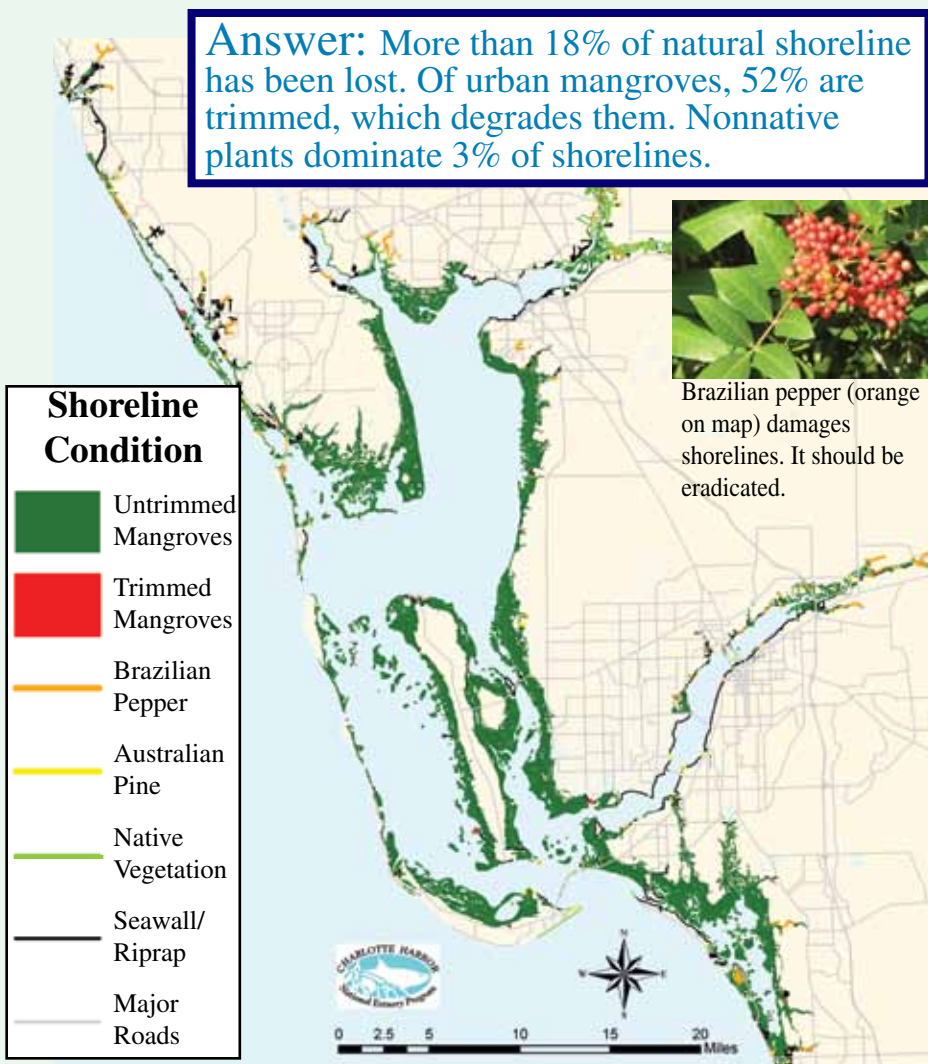 Answer: More than 18% of natural shoreline
has been lost. Of urban mangroves, 52% are
trimmed, which degrades them. Nonnative
plants dominate 3% of shorelines.
Brazilian pepper (orange
on map) damages
shorelines. It should be
eradicated.
Shoreline
Condition
Untrimmed
Mangroves
Trimmed
Mangroves
Brazilian
Pepper
Australian
Pine
Native
Vegetation
Seawall/
Riprap
Major
Roads
CHARLOTTE HARBOR
National Estuary Program
N
W
E
S
0 2.5 5 10 15 20
Miles